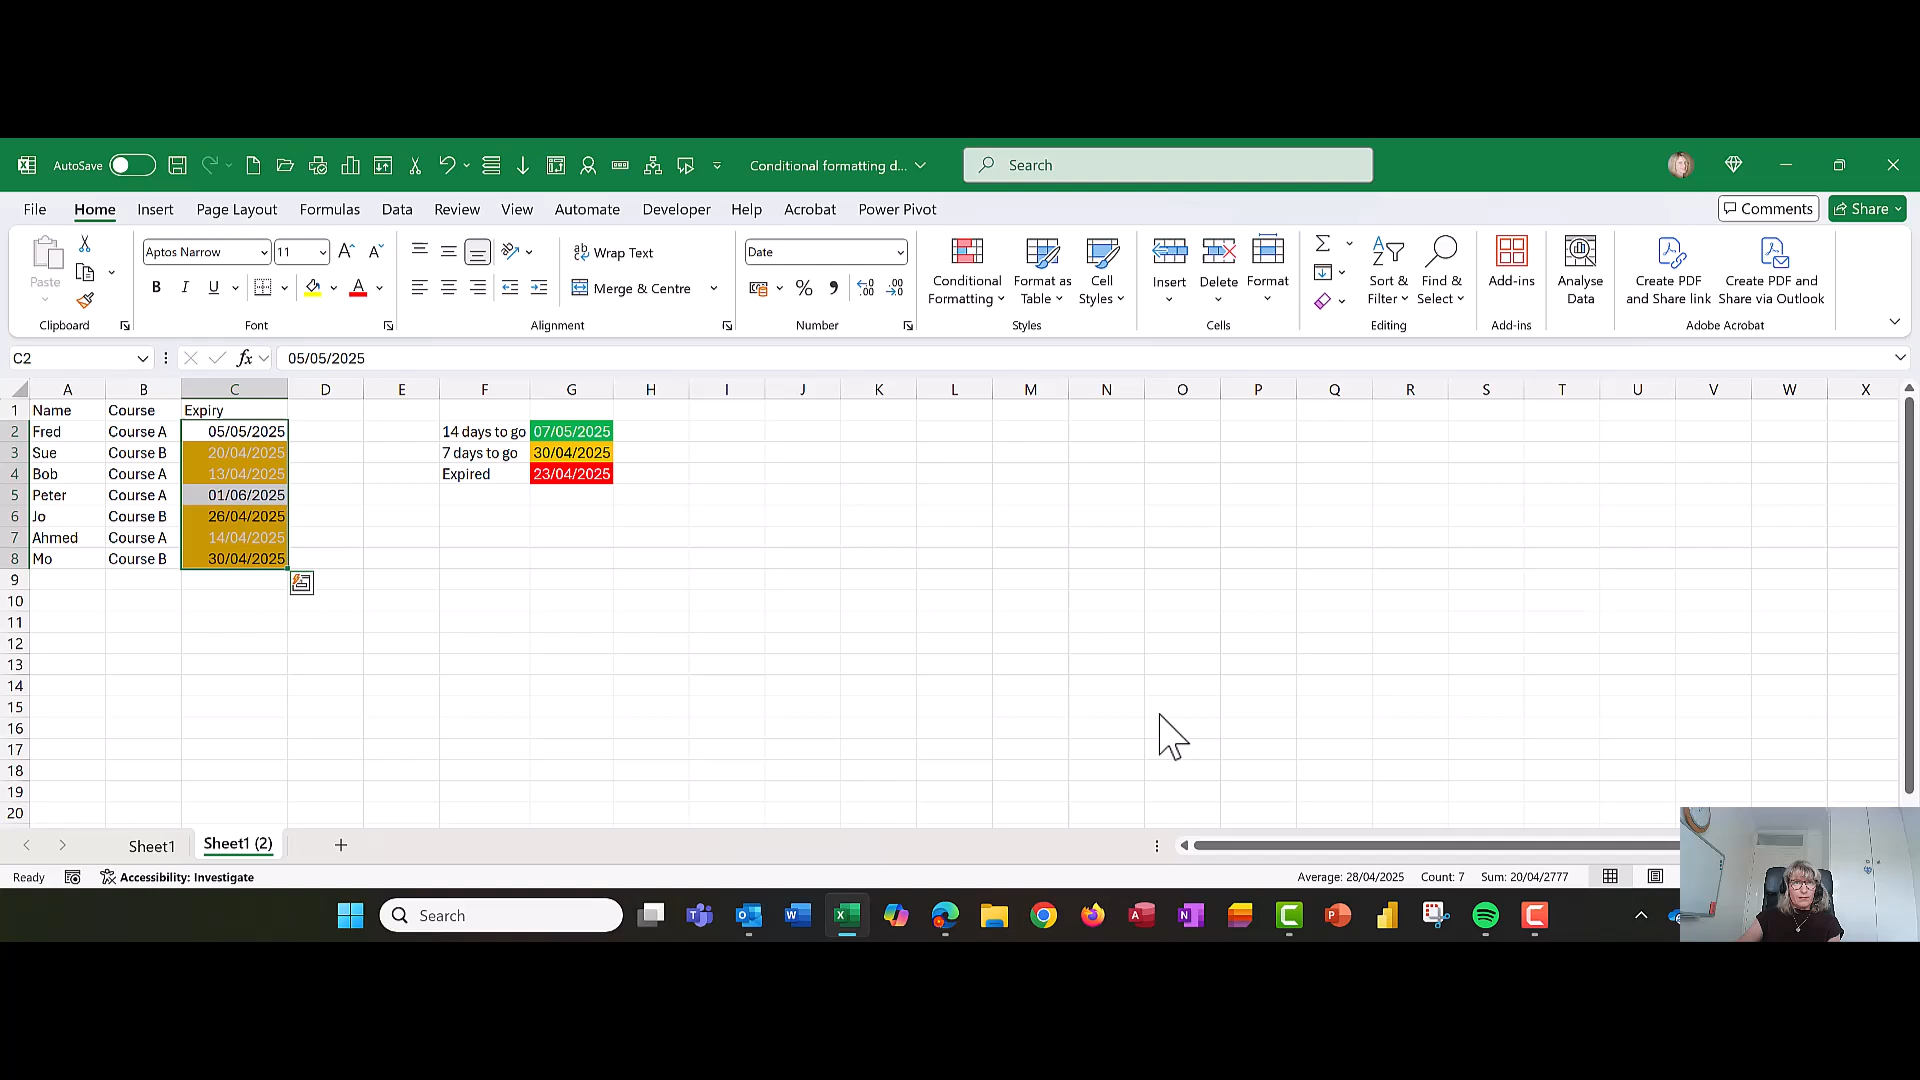 AutoSave
Conditional formatting d...
Search
File Home Insert Page Layout Formulas Data Review View Automate Developer Help Acrobat Power Pivot
Comments Share
Paste
Clipboard
Aptos Narrow 11
B I U
Font
Wrap Text
Merge & Centre
Alignment
Date
Number
Conditional Formatting
Format as Table
Cell Styles
Styles
Insert Delete Format
Cells
Sort & Filter
Find & Select
Editing
Add-ins
Add-ins
Analyse Data
Create PDF and Share link
Create PDF and Share via Outlook
Adobe Acrobat
C2 fx 05/05/2025
A B C D E F G H I J K L M N O P Q R S T U V W X
1 Name Course Expiry
2 Fred Course A 05/05/2025 14 days to go 07/05/2025
3 Sue Course B 20/04/2025 7 days to go 30/04/2025
4 Bob Course A 13/04/2025 Expired 23/04/2025
5 Peter Course A 01/06/2025
6 Jo Course B 26/04/2025
7 Ahmed Course A 14/04/2025
8 Mo Course B 30/04/2025
9
10
11
12
13
14
15
16
17
18
19
20
Sheet1 Sheet1 (2)
Ready Accessibility: Investigate Average: 28/04/2025 Count: 7 Sum: 20/04/2777
Search